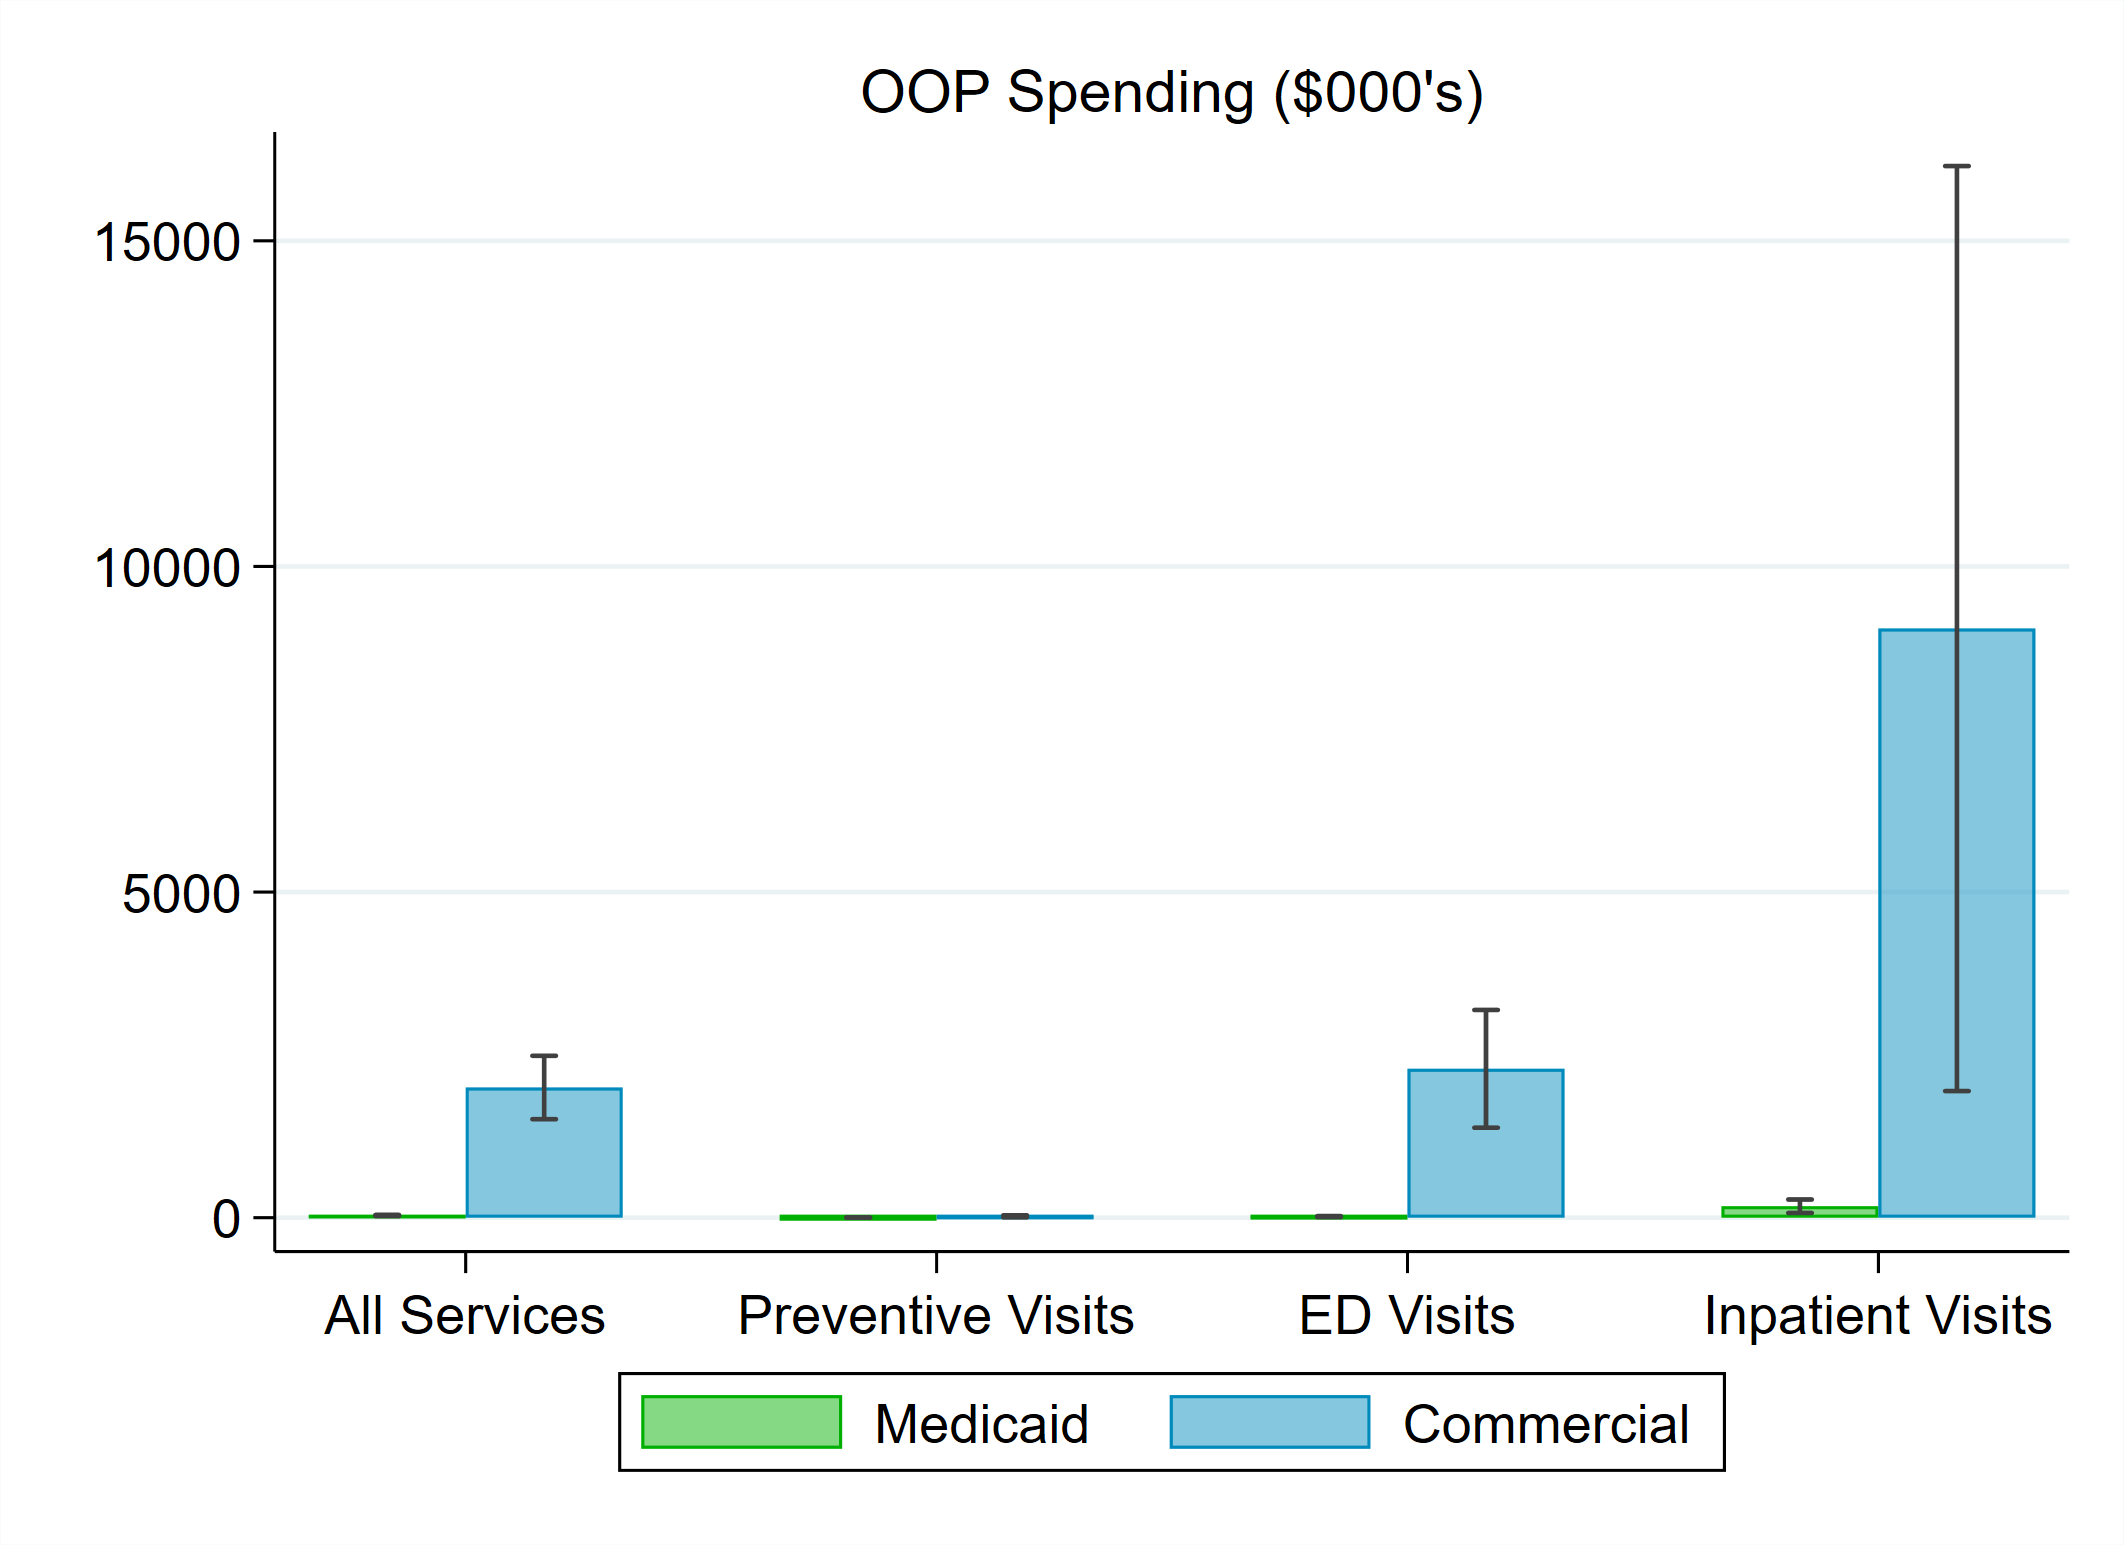 OOP Spending ($000's)
15000
10000
5000
0
All Services Preventive Visits ED Visits Inpatient Visits
Medicaid Commercial